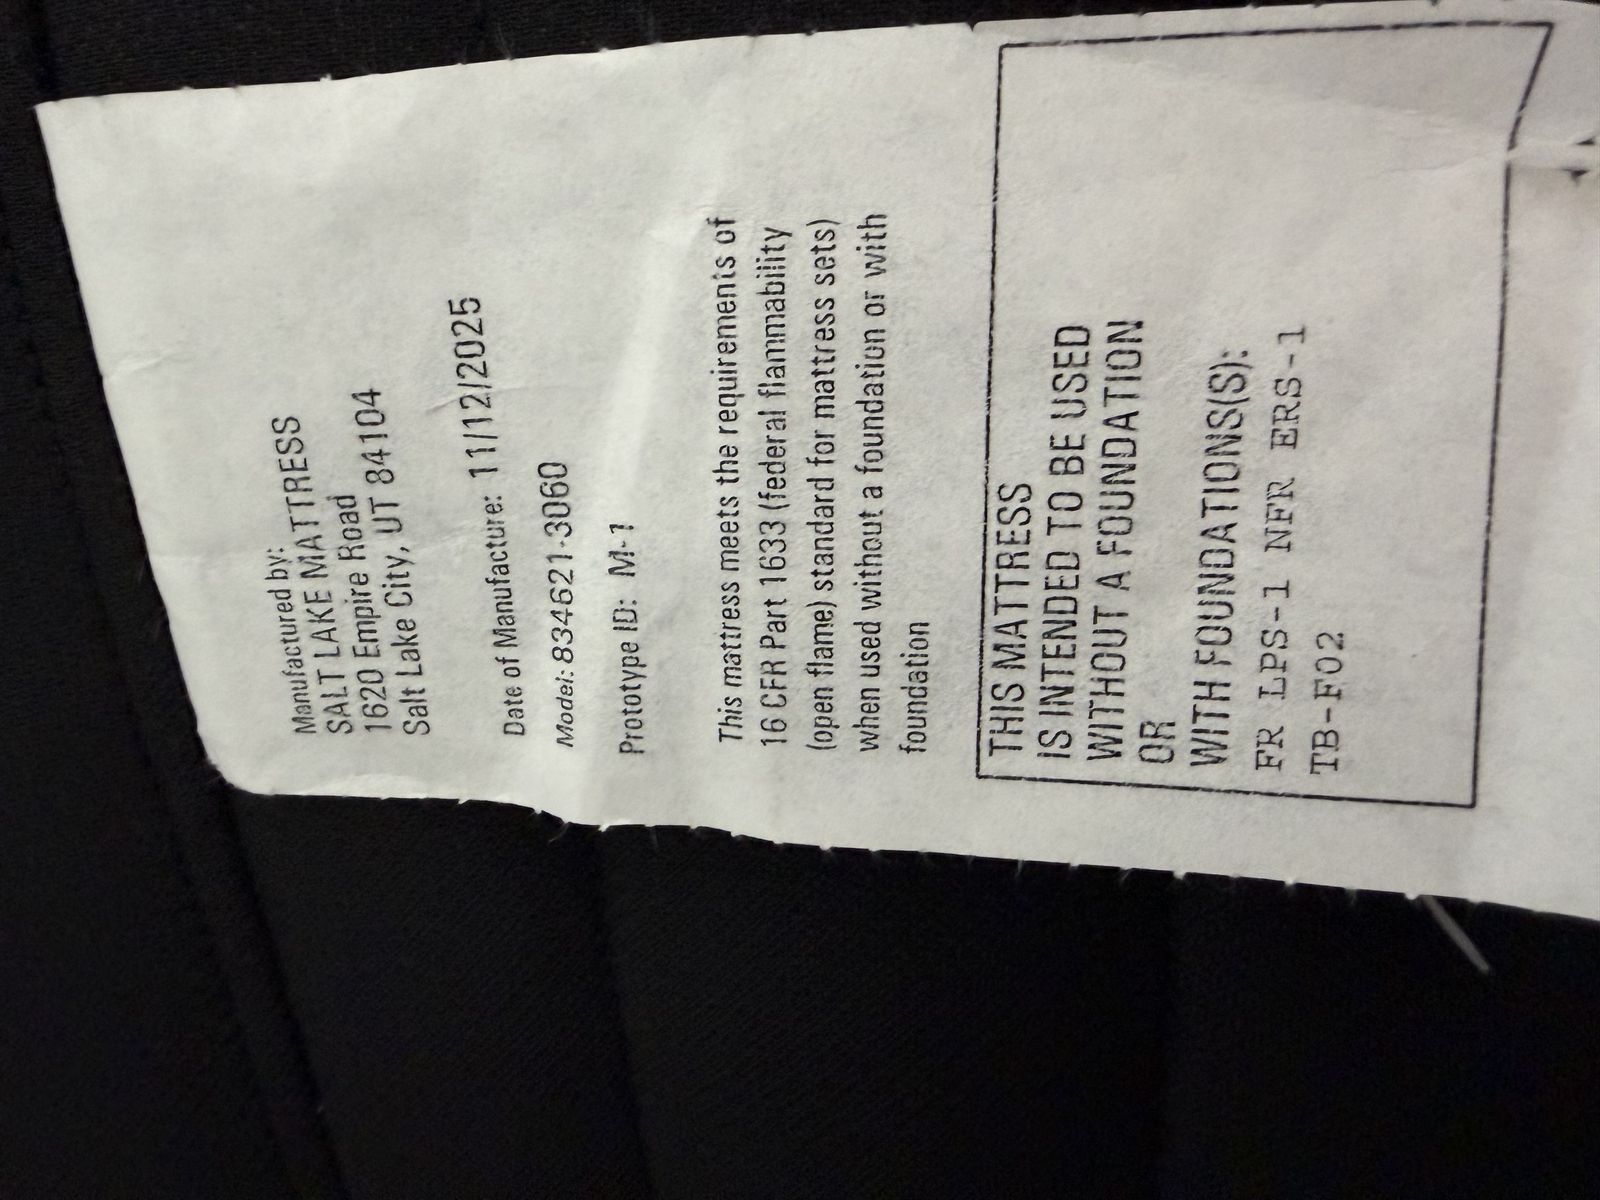 Manufactured by:
SALT LAKE MATTRESS
1620 Empire Road
Salt Lake City, UT 84104
Date of Manufacture: 11/12/2025
Model: 834621-3060
Prototype ID: M-1
This mattress meets the requirements of
16 CFR Part 1633 (federal flammability
(open flame) standard for mattress sets)
when used without a foundation or with
foundation
THIS MATTRESS
IS INTENDED TO BE USED
WITHOUT A FOUNDATION
OR
WITH FOUNDATIONS(S):
FR LPS-1 NFR ERS-1
TB-F02